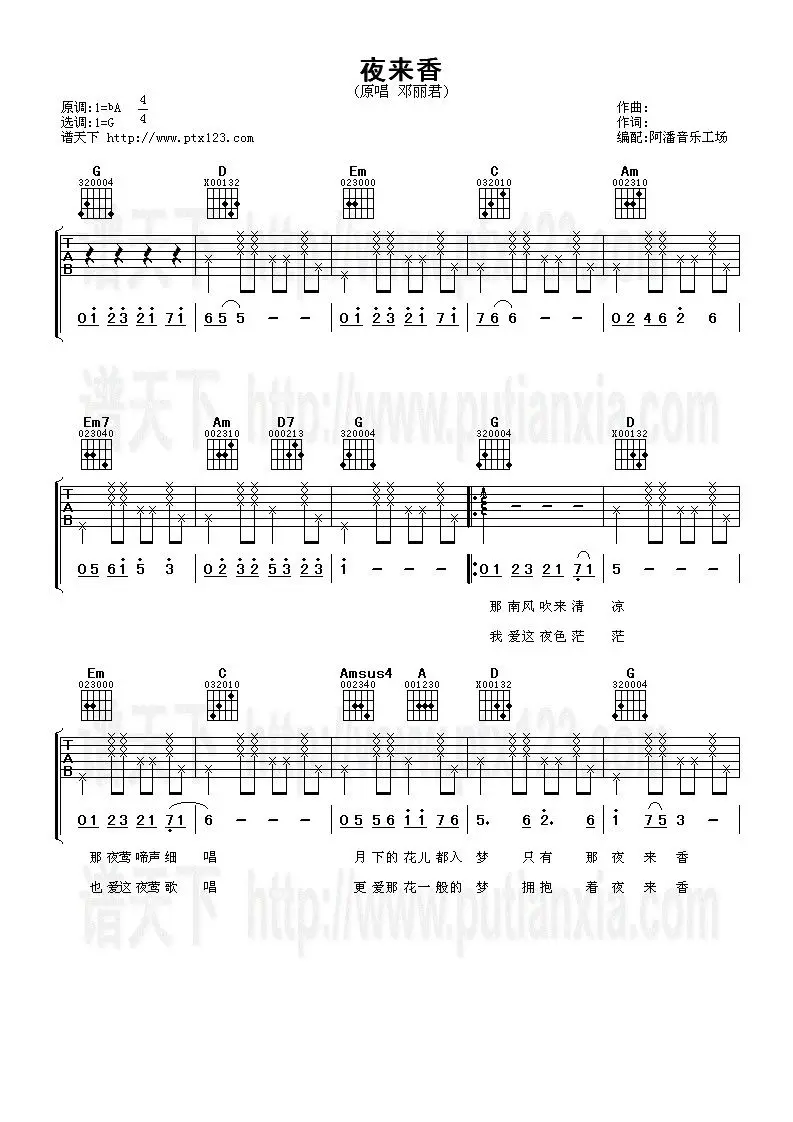 夜来香
(原唱 邓丽君)
原调:1=bA 4/4
作曲:
选调:1=G
作词:
谱天下 http://www.ptx123.com
编配:阿潘音乐工场
G D Em C Am
320004 X00132 023000 032010 002310
T A B
01 23 21 71 | 65 5 - - | 01 23 21 71 | 76 6 - - | 02 46 2 6
谱天下 http://www.putianxia.com
Em7 Am D7 G G D
023040 002310 000213 320004 320004 X00132
T A B
05 61 5 3 | 02 32 53 23 | 1 - - - |: 01 23 21 71 | 5 - - -
那 南风 吹来 清 凉
我 爱这 夜色 茫 茫
Em C Amsus4 A D G
023000 032010 002340 001230 X00132 320004
T A B
01 23 21 71 | 6 - - - | 05 56 11 76 | 5. 6 2. 6 | 1 75 3 -
那 夜莺 啼声 细 唱 月下的 花儿 都入 梦 只有 那 夜 来 香
也 爱这 夜莺 歌 唱 更爱那 花一 般的 梦 拥抱 着 夜 来 香
谱天下 http://www.putianxia.com